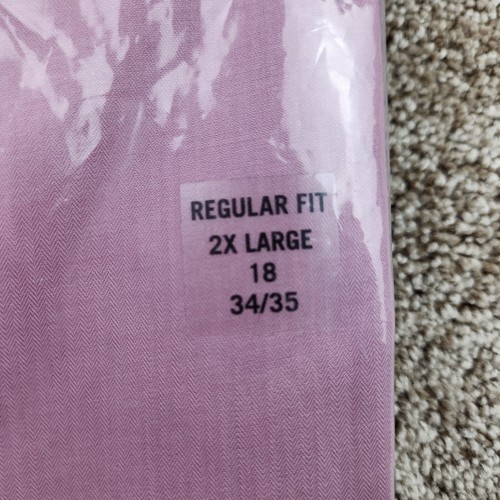 REGULAR FIT
2X LARGE
18
34/35